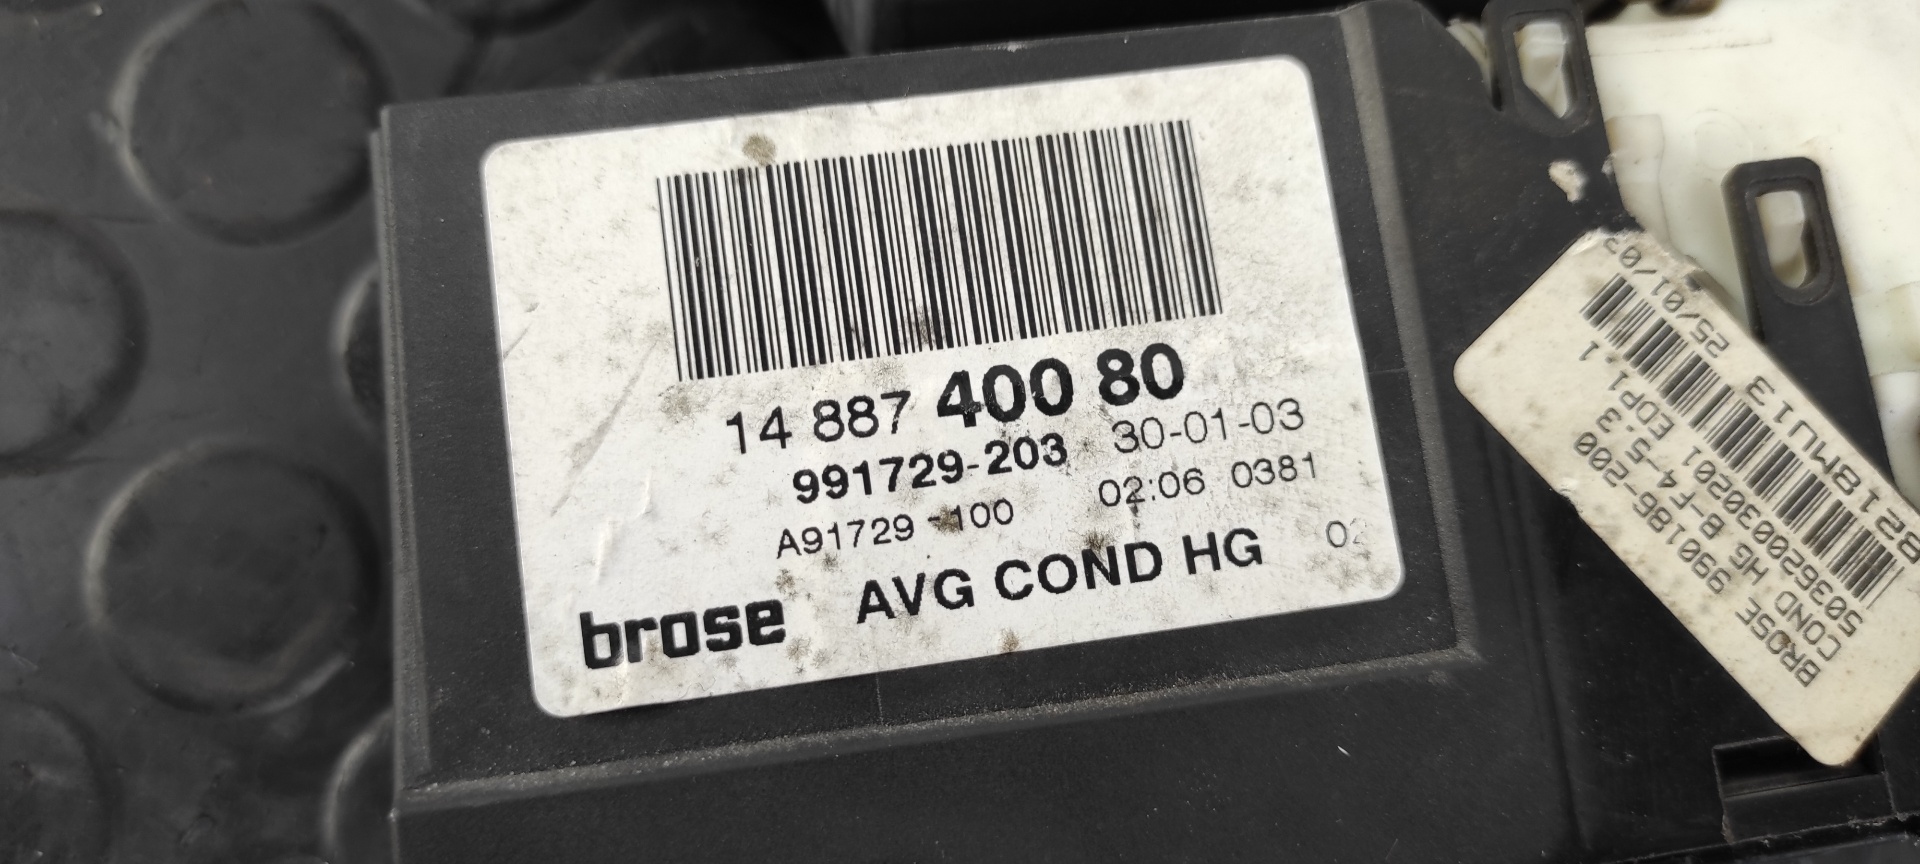 14 887 400 80
991729-203 30-01-03
A91729-100 02:06 0381
brose AVG COND HG 02
BROSE 990186-200
COND HG B-F4-5.3
503620030201 EDP1.1
8218MU13
25/01/03